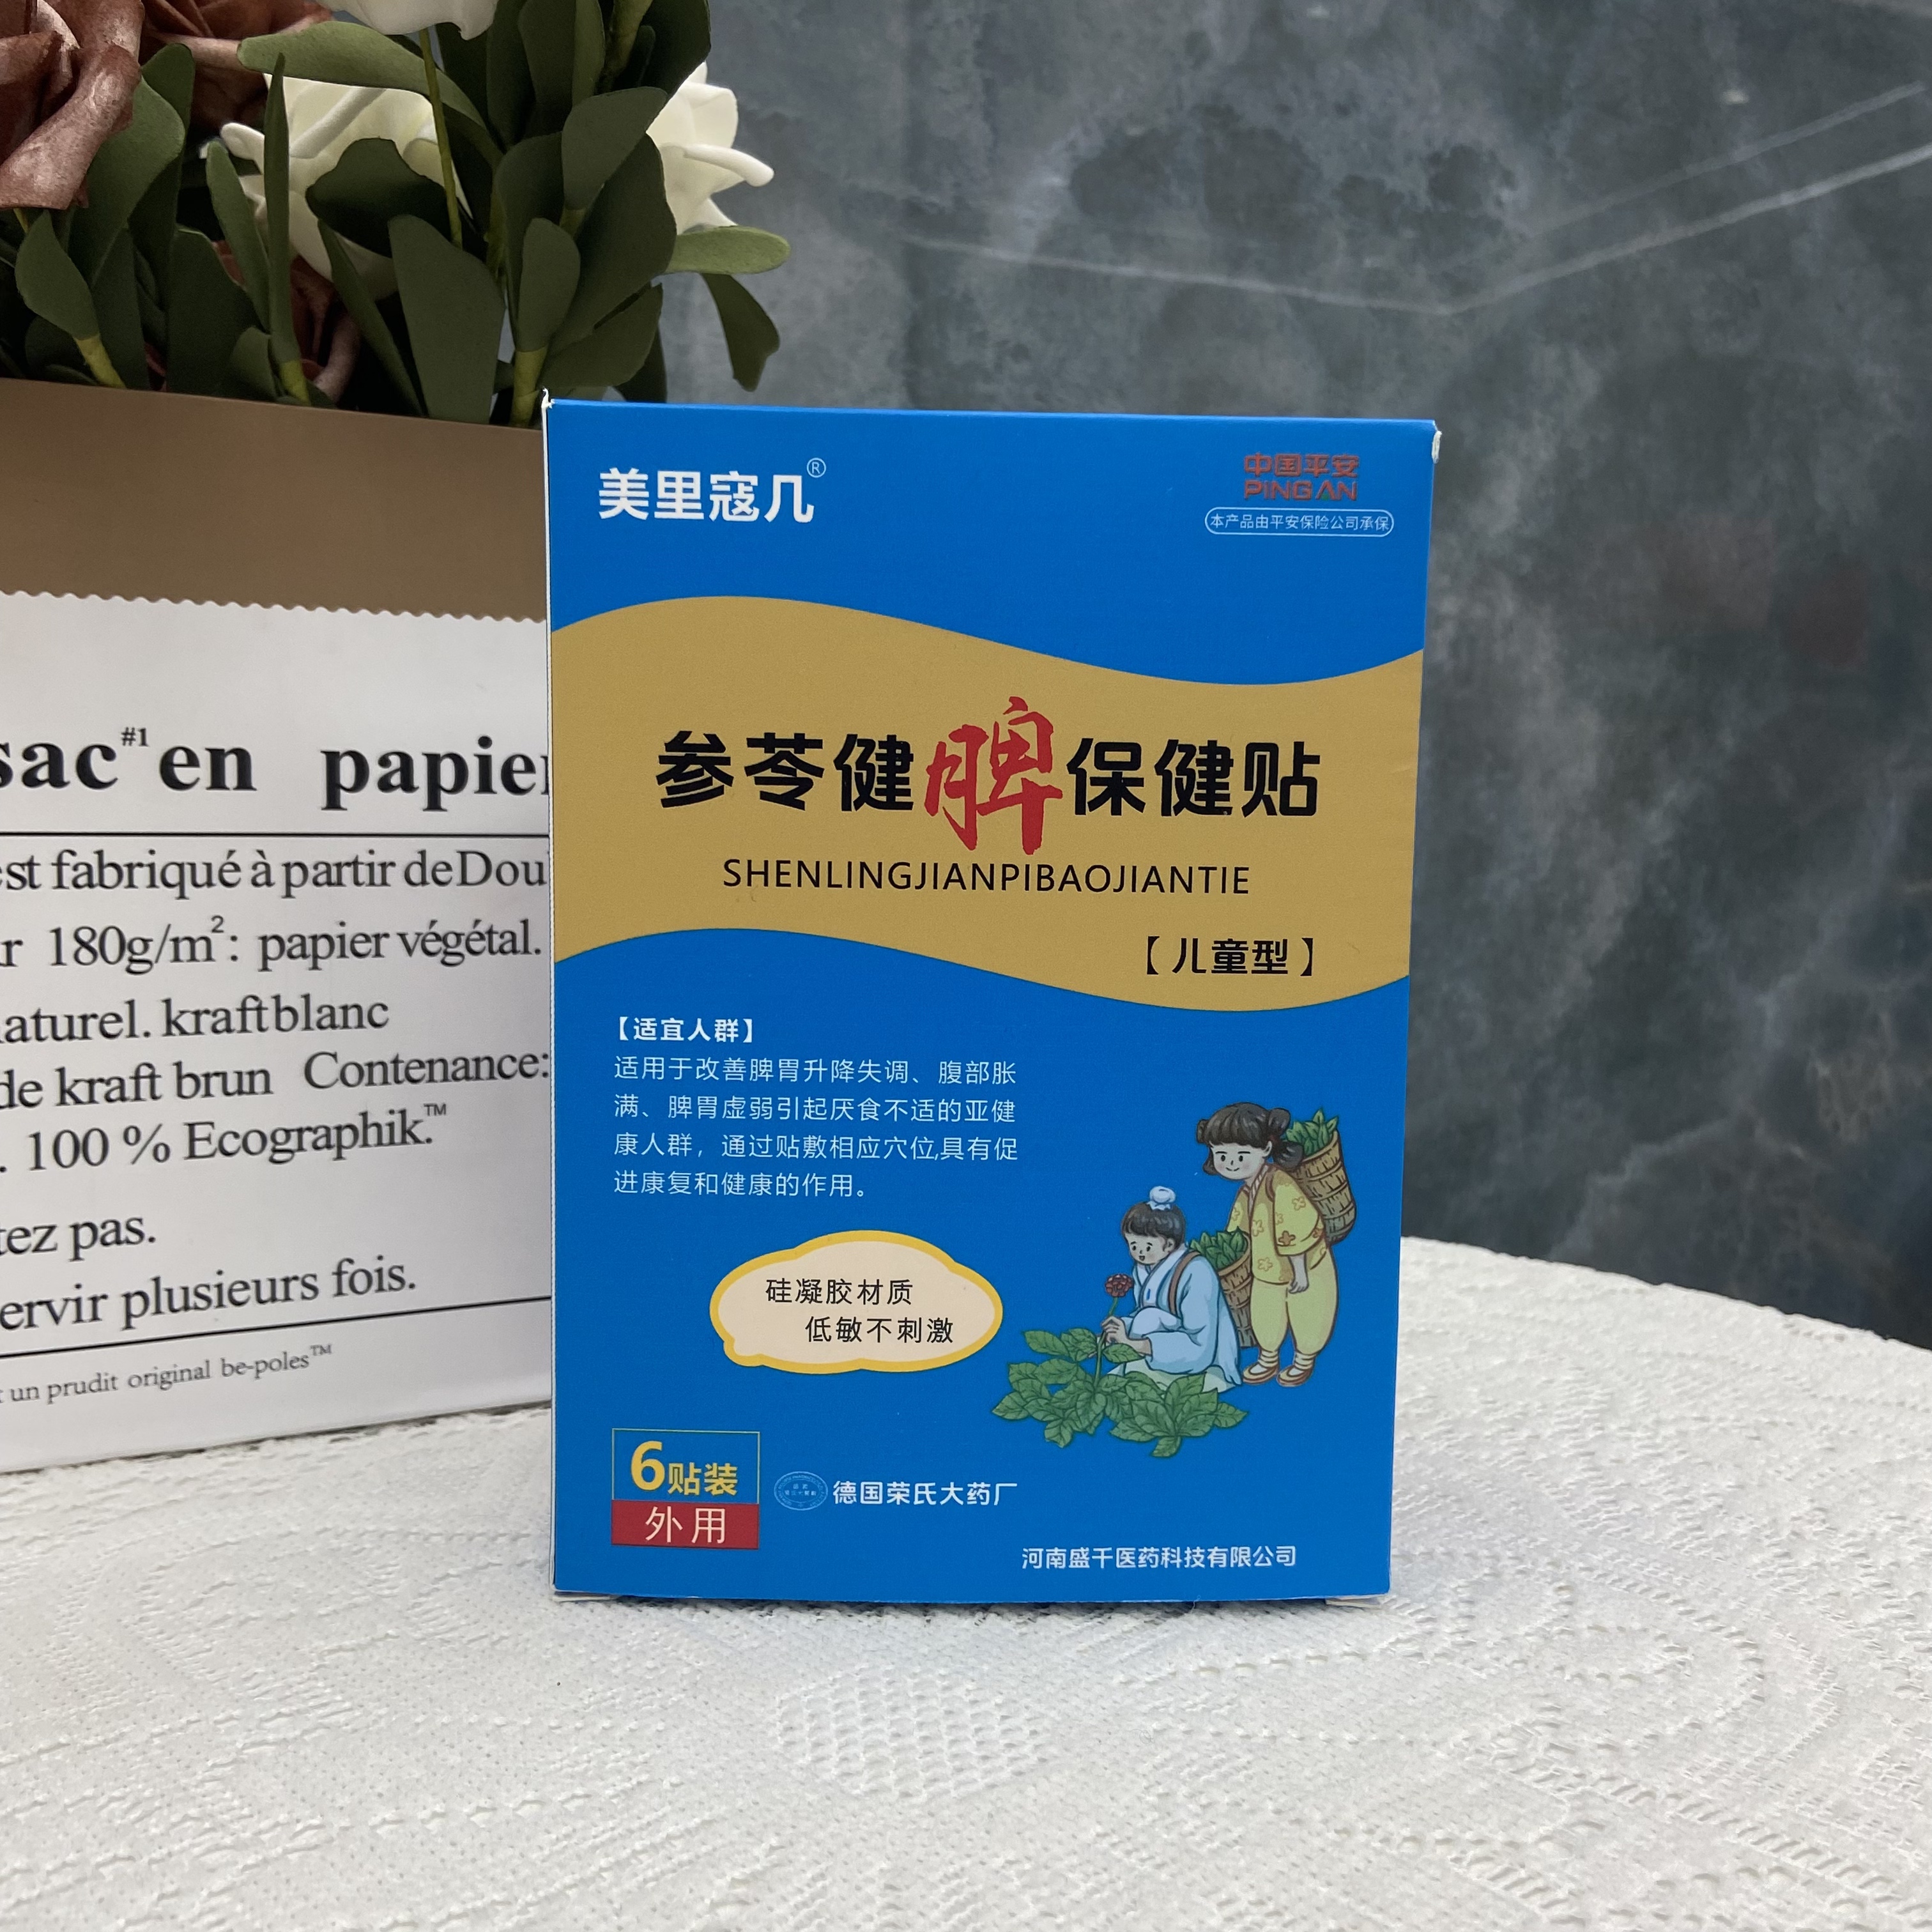 美里寇几®
中国平安
PINGAN
本产品由平安保险公司承保
参苓健脾保健贴
SHENLINGJIANPIBAOJIANTIE
【儿童型】
【适宜人群】
适用于改善脾胃升降失调、腹部胀
满、脾胃虚弱引起厌食不适的亚健
康人群，通过贴敷相应穴位,具有促
进康复和健康的作用。
硅凝胶材质
低敏不刺激
6贴装
外用
德国荣氏大药厂
河南盛千医药科技有限公司
sac#1 en papier
est fabriqué à partir de Dou
r 180g/m²: papier végétal.
naturel. kraft blanc
de kraft brun Contenance:
. 100 % Ecographik.™
tez pas.
ervir plusieurs fois.
t un prudit original be-poles™